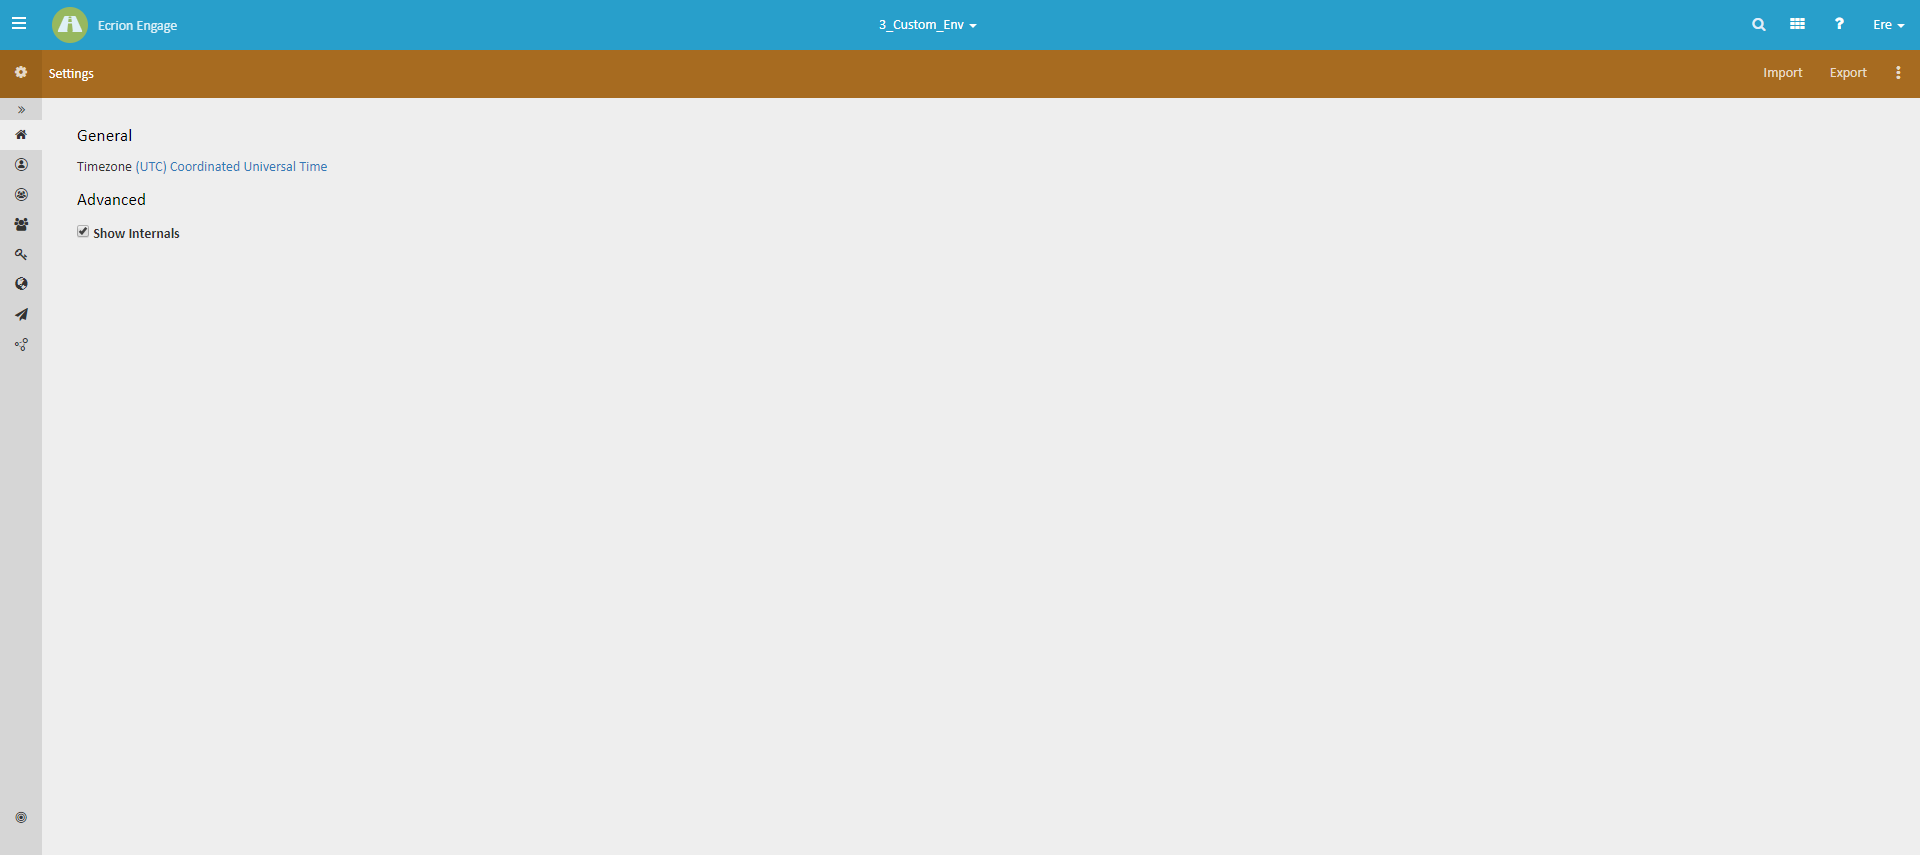 Ecrion Engage
3_Custom_Env
?
Ere
Settings
Import
Export
General
Timezone (UTC) Coordinated Universal Time
Advanced
Show Internals